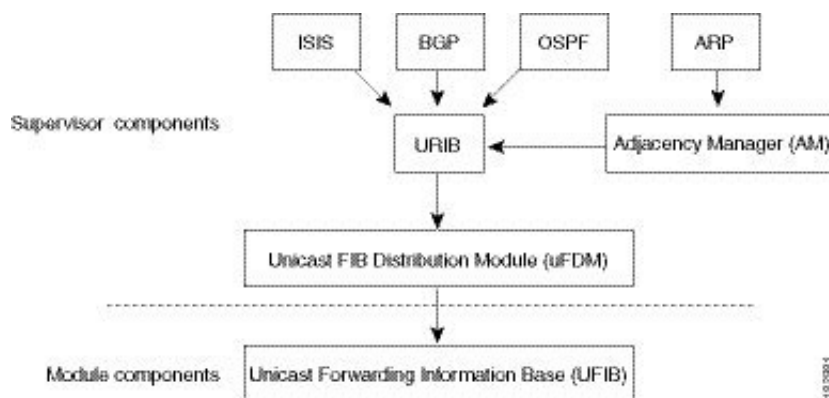 ISIS
BGP
OSPF
ARP
Supervisor components
URIB
Adjacency Manager (AM)
Unicast FIB Distribution Module (uFDM)
Module components
Unicast Forwarding Information Base (UFIB)